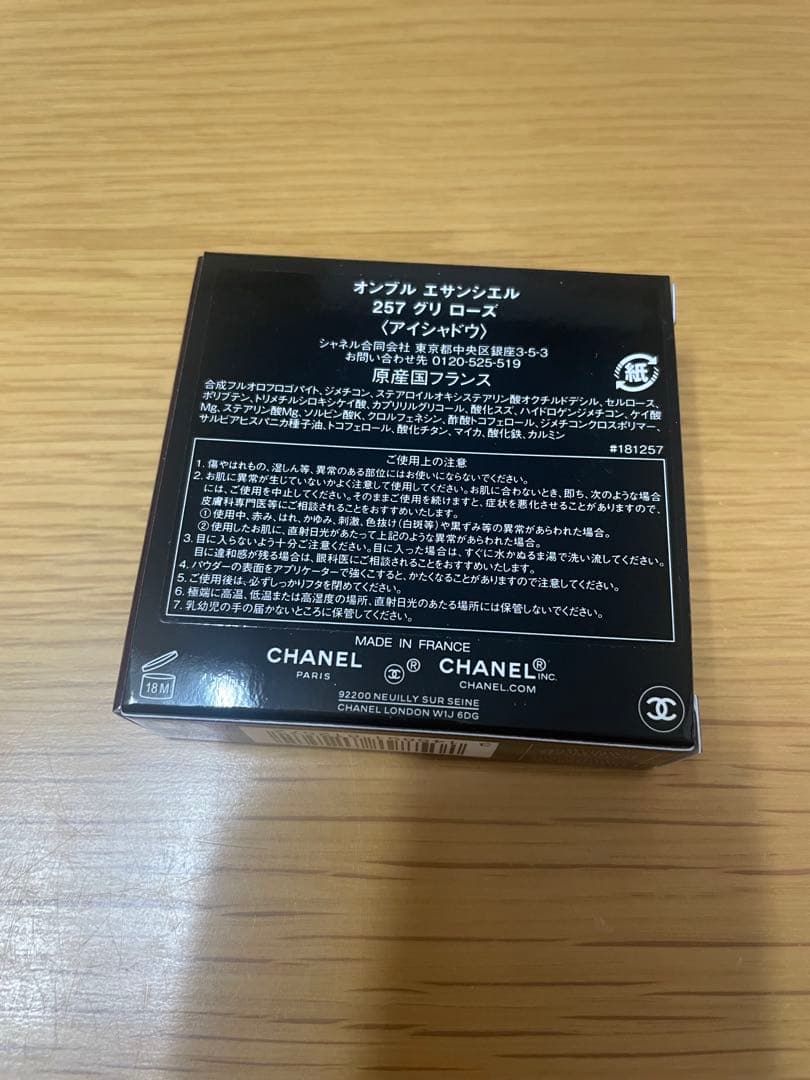 オンブル エサンシエル
257 グリ ローズ
〈アイシャドウ〉
シャネル合同会社 東京都中央区銀座3-5-3
お問い合わせ先 0120-525-519
原産国フランス
紙
合成フルオロフロゴパイト、ジメチコン、ステアロイルオキシステアリン酸オクチルドデシル、セルロース、
ポリブテン、トリメチルシロキシケイ酸、カプリリルグリコール、酸化スズ、ハイドロゲンジメチコン、ケイ酸
Mg、ステアリン酸Mg、ソルビン酸K、クロルフェネシン、酢酸トコフェロール、ジメチコンクロスポリマー、
サルビアヒスパニカ種子油、トコフェロール、酸化チタン、マイカ、酸化鉄、カルミン
#181257
ご使用上の注意
1. 傷やはれもの、湿しん等、異常のある部位にはお使いにならないでください。
2. お肌に異常が生じていないかよく注意して使用してください。お肌に合わないとき、即ち、次のような場合
には、ご使用を中止してください。そのままご使用を続けますと、症状を悪化させることがありますので、
皮膚科専門医等にご相談されることをおすすめいたします。
①使用中、赤み、はれ、かゆみ、刺激、色抜け(白斑等)や黒ずみ等の異常があらわれた場合。
②使用したお肌に、直射日光があたって上記のような異常があらわれた場合。
3. 目に入らないよう十分ご注意ください。目に入った場合は、すぐに水かぬるま湯で洗い流してください。
目に違和感が残る場合は、眼科医にご相談されることをおすすめいたします。
4. パウダーの表面をアプリケーターで強くこすると、かたくなることがありますので注意してください。
5. ご使用後は、必ずしっかりフタを閉めてください。
6. 極端に高温、低温または高湿度の場所、直射日光のあたる場所には保管しないでください。
7. 乳幼児の手の届かないところに保管してください。
MADE IN FRANCE
CHANEL
PARIS
®
CHANEL® INC.
CHANEL.COM
18 M
92200 NEUILLY SUR SEINE
CHANEL LONDON W1J 6DG